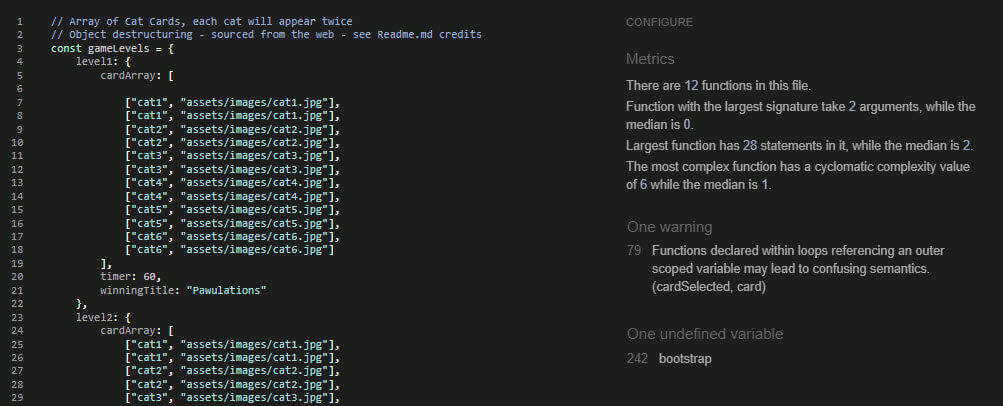 1 // Array of Cat Cards, each cat will appear twice
2 // Object destructuring - sourced from the web - see Readme.md credits
3 const gameLevels = {
4 level1: {
5 cardArray: [
6
7 ["cat1", "assets/images/cat1.jpg"],
8 ["cat1", "assets/images/cat1.jpg"],
9 ["cat2", "assets/images/cat2.jpg"],
10 ["cat2", "assets/images/cat2.jpg"],
11 ["cat3", "assets/images/cat3.jpg"],
12 ["cat3", "assets/images/cat3.jpg"],
13 ["cat4", "assets/images/cat4.jpg"],
14 ["cat4", "assets/images/cat4.jpg"],
15 ["cat5", "assets/images/cat5.jpg"],
16 ["cat5", "assets/images/cat5.jpg"],
17 ["cat6", "assets/images/cat6.jpg"],
18 ["cat6", "assets/images/cat6.jpg"]
19 ],
20 timer: 60,
21 winningTitle: "Pawulations"
22 },
23 level2: {
24 cardArray: [
25 ["cat1", "assets/images/cat1.jpg"],
26 ["cat1", "assets/images/cat1.jpg"],
27 ["cat2", "assets/images/cat2.jpg"],
28 ["cat2", "assets/images/cat2.jpg"],
29 ["cat3", "assets/images/cat3.jpg"],
CONFIGURE
Metrics
There are 12 functions in this file.
Function with the largest signature take 2 arguments, while the
median is 0.
Largest function has 28 statements in it, while the median is 2.
The most complex function has a cyclomatic complexity value
of 6 while the median is 1.
One warning
79 Functions declared within loops referencing an outer
scoped variable may lead to confusing semantics.
(cardSelected, card)
One undefined variable
242 bootstrap